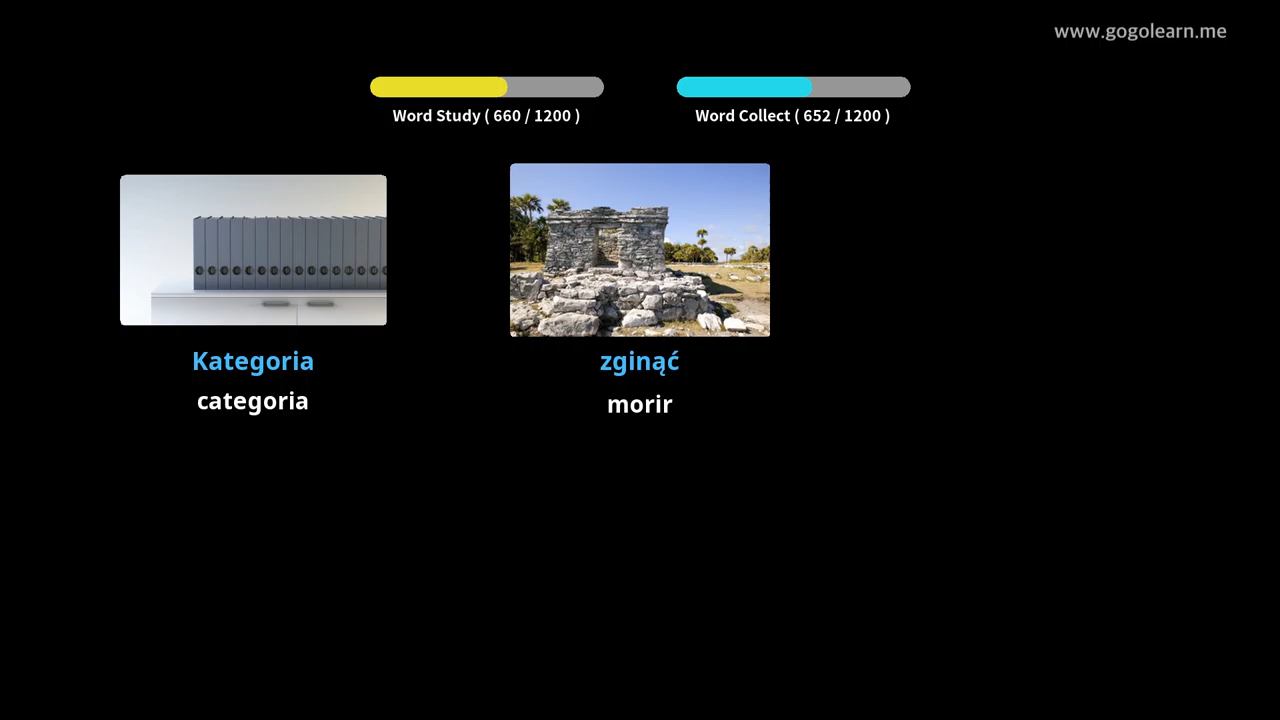 www.gogolearn.me
Word Study ( 660 / 1200 )
Word Collect ( 652 / 1200 )
Kategoria
categoria
zginąć
morir